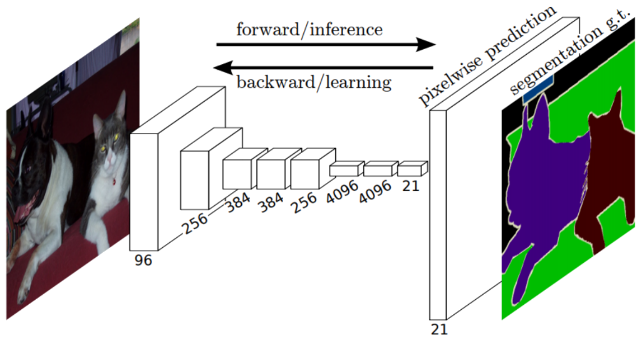 forward/inference
backward/learning
pixelwise prediction
segmentation g.t.
96
256
384
384
256
4096
4096
21
21